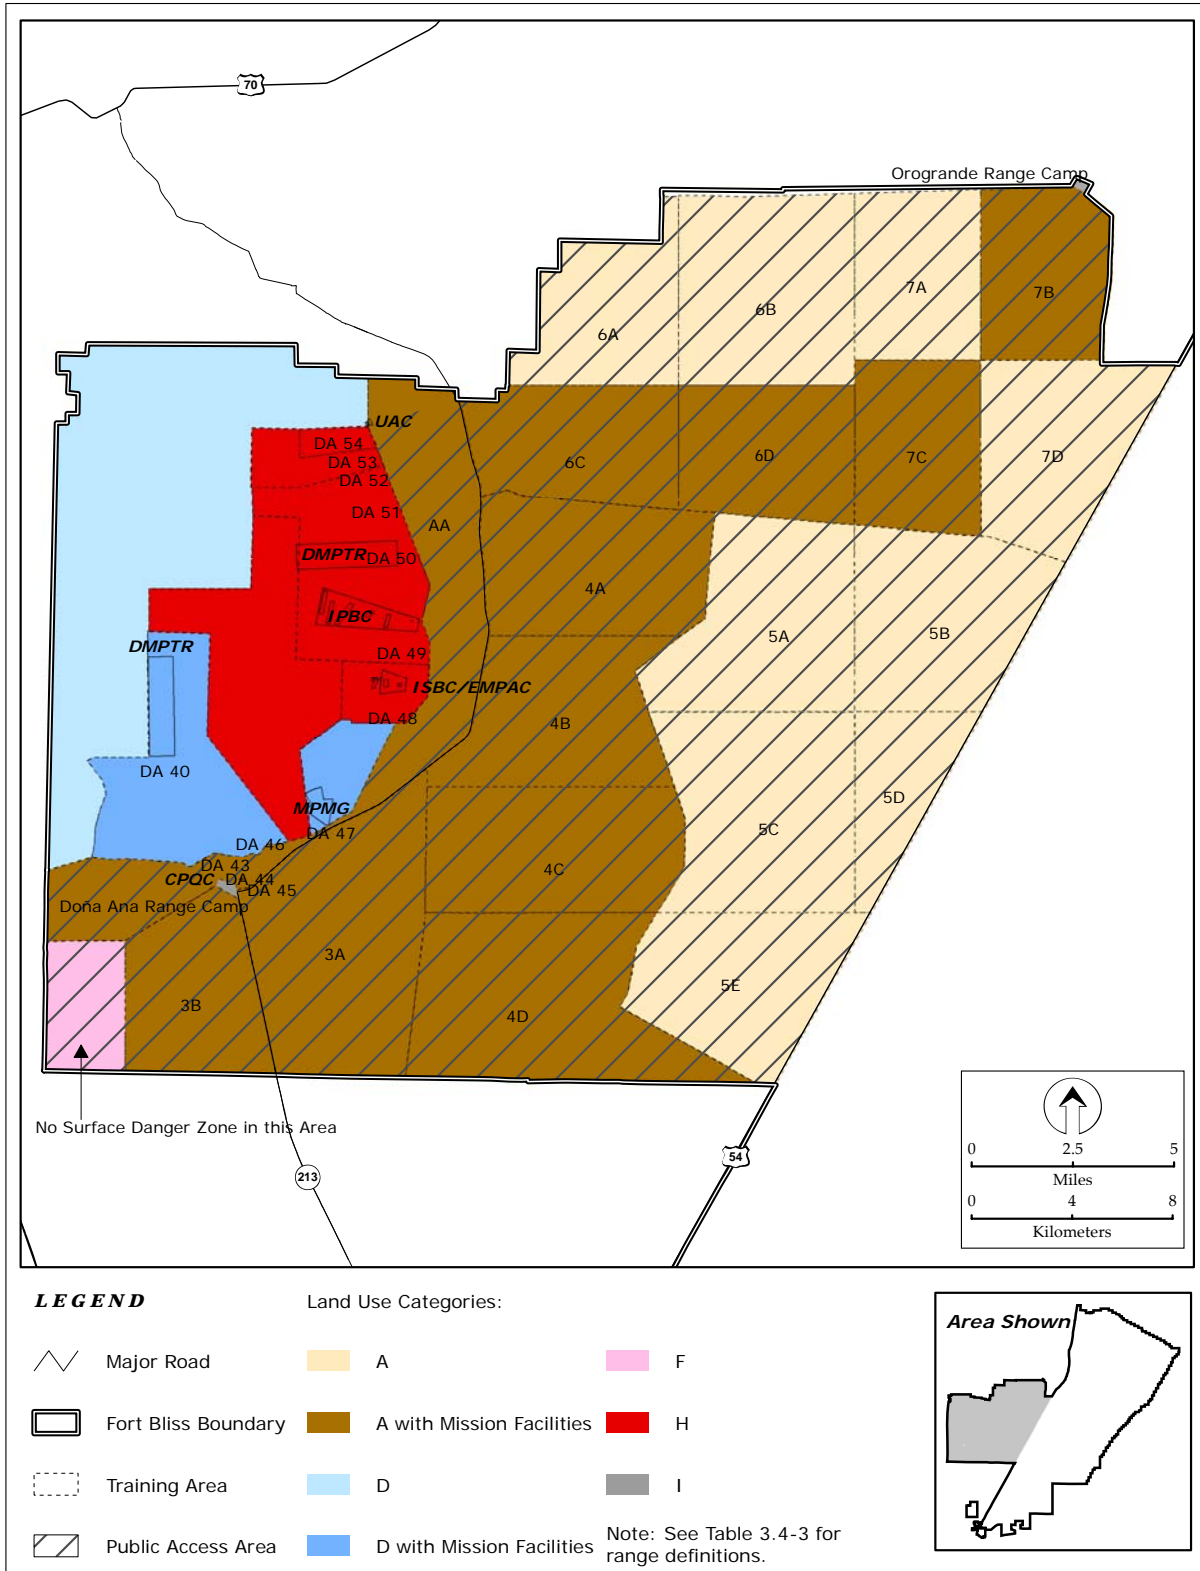 70
Orogrande Range Camp
7A
7B
6B
6A
UAC
DA 54
DA 53
DA 52
6C
6D
7C
7D
DA 51
AA
DMPTR
DA 50
4A
IPBC
5A
5B
DMPTR
DA 49
ISBC/EMPAC
DA 48
4B
DA 40
5D
MPMG
DA 47
5C
DA 46
DA 43
CPQC
DA 44
DA 45
4C
Doña Ana Range Camp
3A
5E
3B
4D
No Surface Danger Zone in this Area
54
213
0 2.5 5
Miles
0 4 8
Kilometers
LEGEND
Land Use Categories:
Area Shown
Major Road
A
F
Fort Bliss Boundary
A with Mission Facilities
H
Training Area
D
I
Public Access Area
D with Mission Facilities
Note: See Table 3.4-3 for
range definitions.